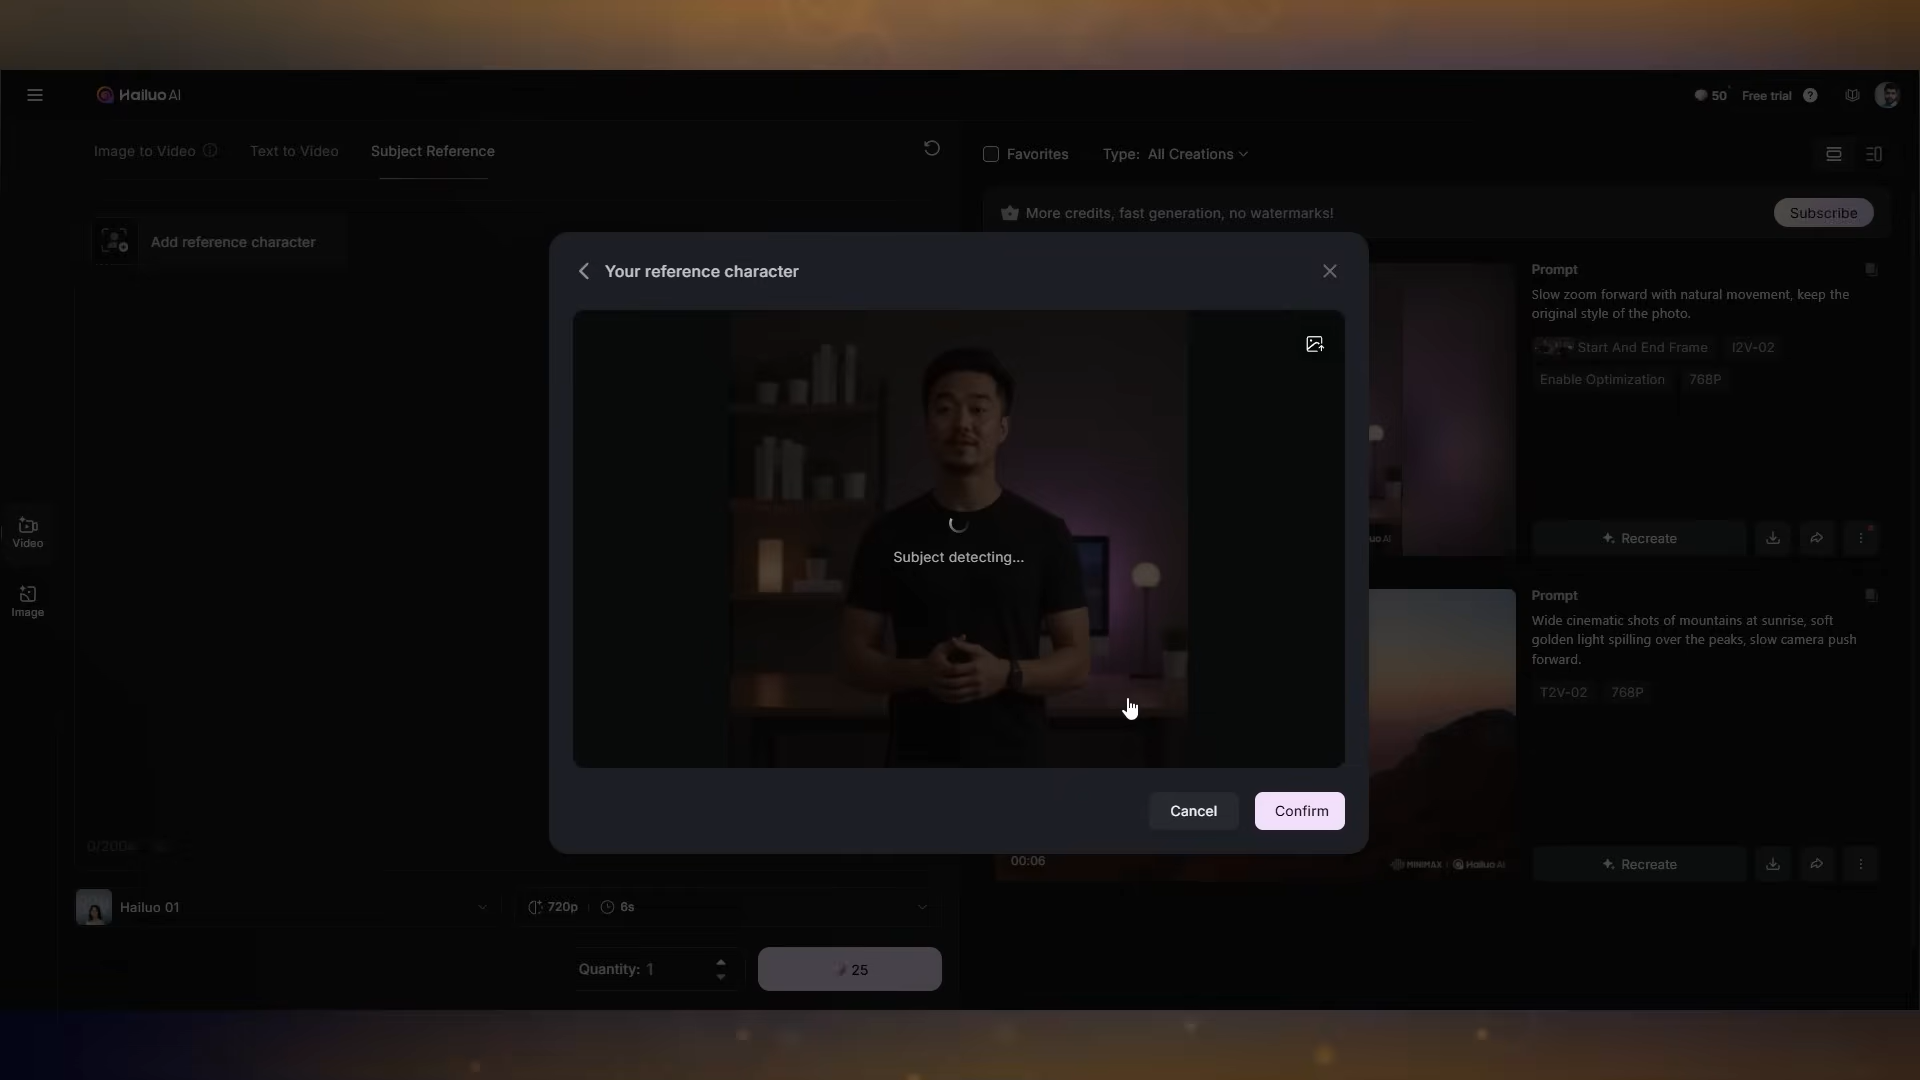 Hailuo AI
50
Free trial
Image to Video
Text to Video
Subject Reference
Favorites
Type: All Creations
More credits, fast generation, no watermarks!
Subscribe
Add reference character
Your reference character
Subject detecting...
Cancel
Confirm
Prompt
Slow zoom forward with natural movement, keep the
original style of the photo.
Start And End Frame
I2V-02
Enable Optimization
768P
Recreate
Prompt
Wide cinematic shots of mountains at sunrise, soft
golden light spilling over the peaks, slow camera push
forward.
T2V-02
768P
00:06
MINIMAX | Hailuo AI
Recreate
Video
Image
Hailuo 01
720p
6s
Quantity: 1
25